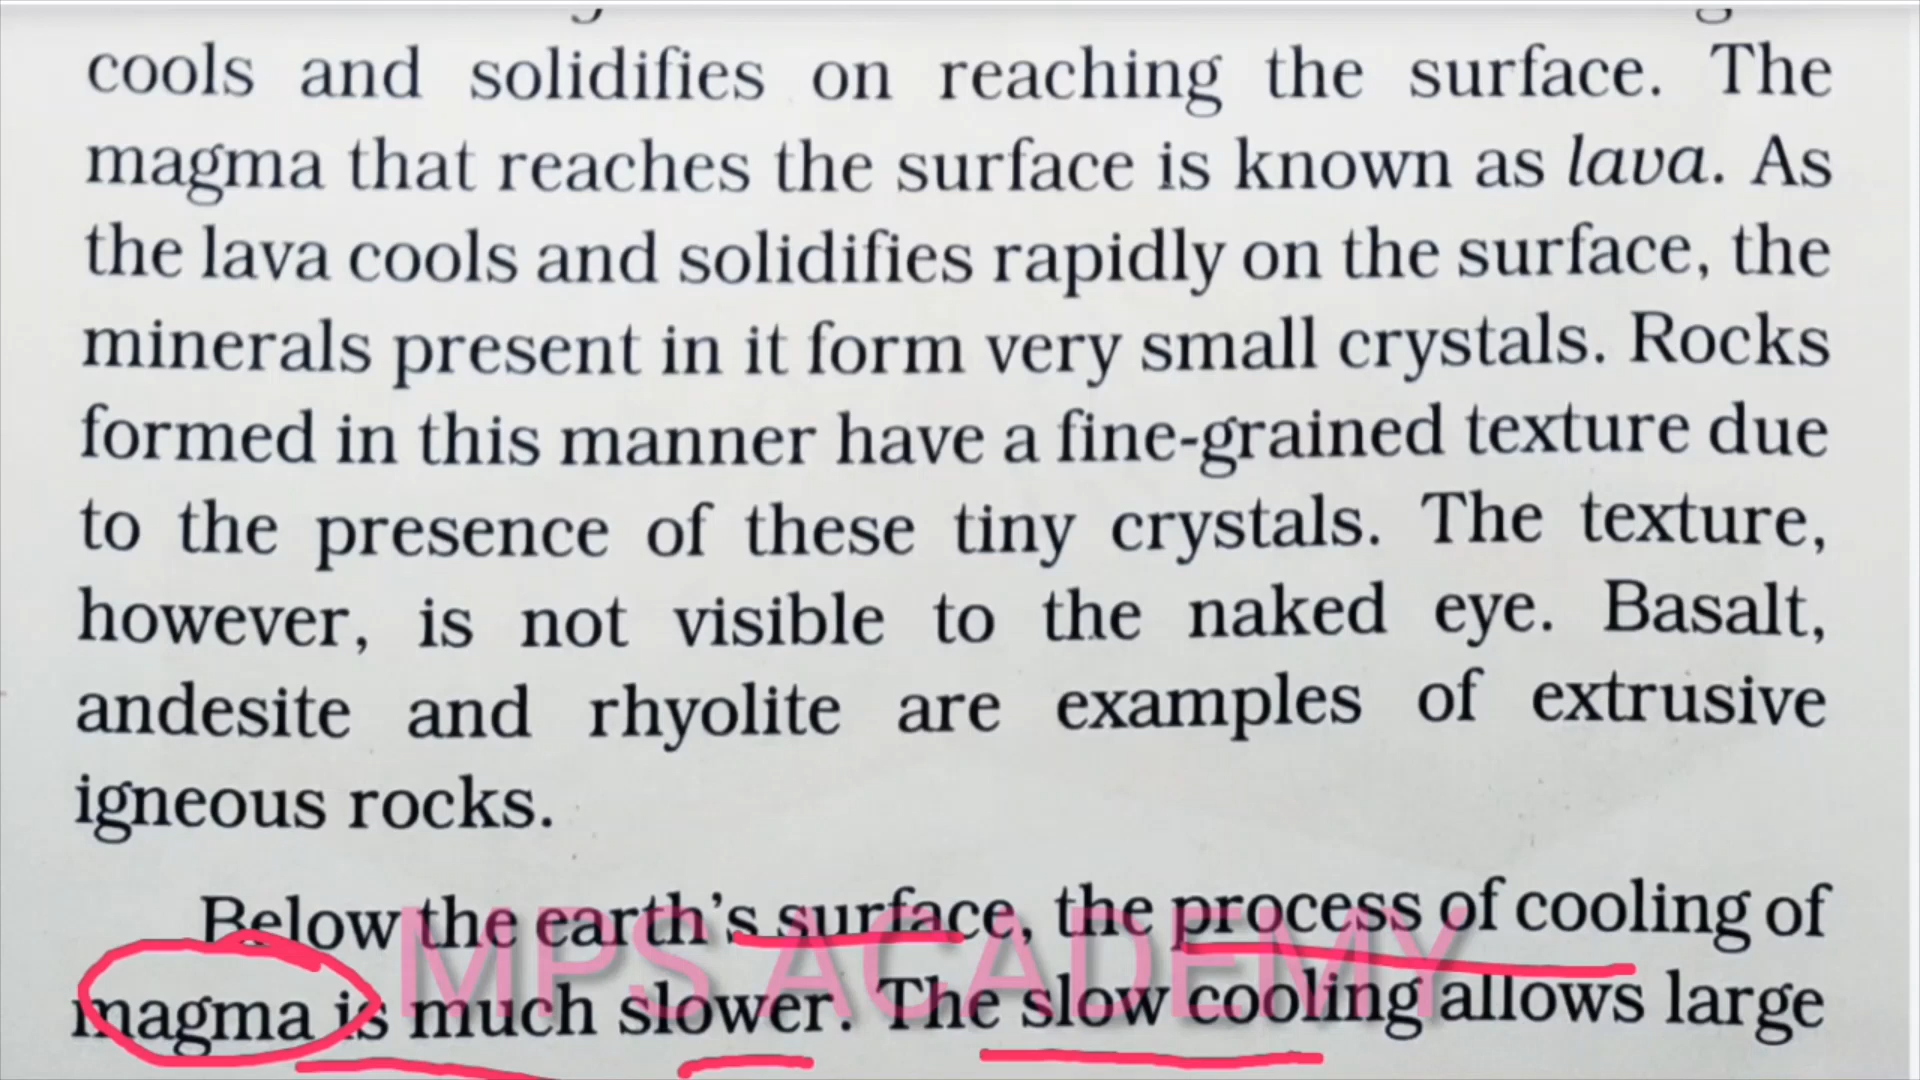 cools and solidifies on reaching the surface. The
magma that reaches the surface is known as lava. As
the lava cools and solidifies rapidly on the surface, the
minerals present in it form very small crystals. Rocks
formed in this manner have a fine-grained texture due
to the presence of these tiny crystals. The texture,
however, is not visible to the naked eye. Basalt,
andesite and rhyolite are examples of extrusive
igneous rocks.
Below the earth's surface, the process of cooling of
magma is much slower. The slow cooling allows large
MPS ACADEMY